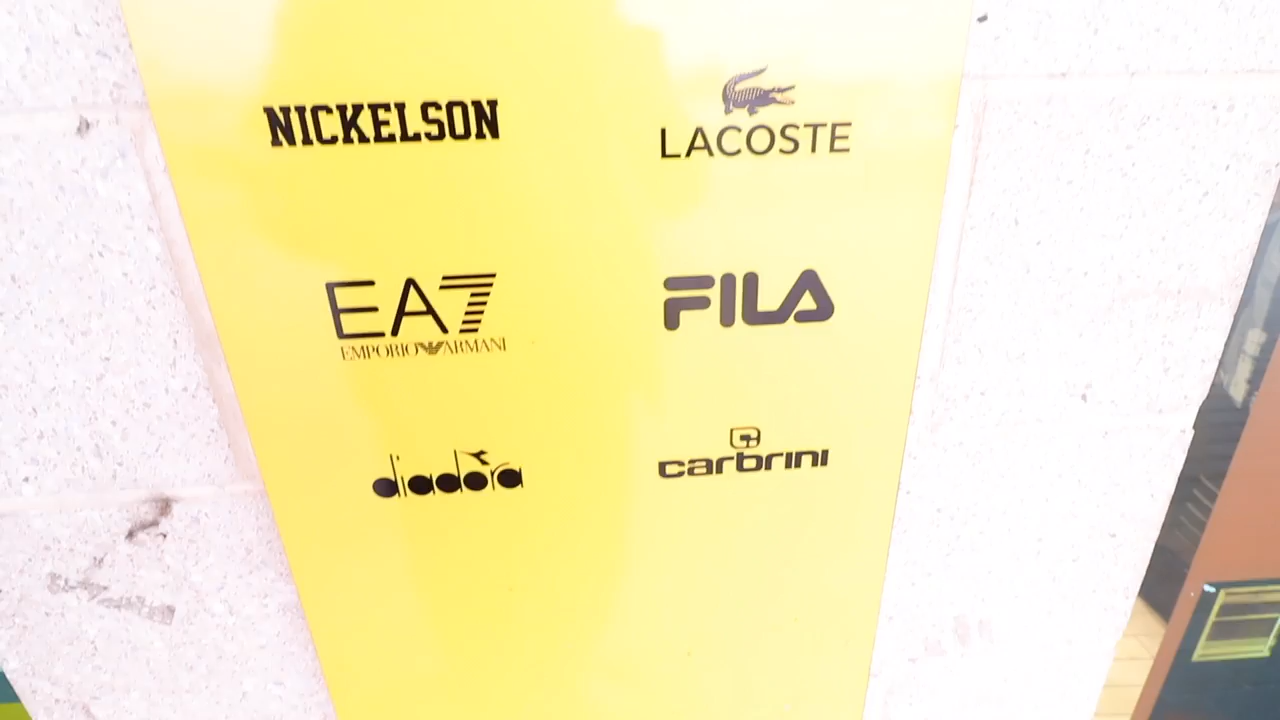 NICKELSON
LACOSTE
EA7
EMPORIO ARMANI
FILA
diadora
carbrini